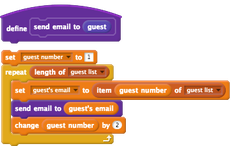 define send email to guest
set guest number to 1
repeat length of guest list
set guest's email to item guest number of guest list
send email to guest's email
change guest number by 2